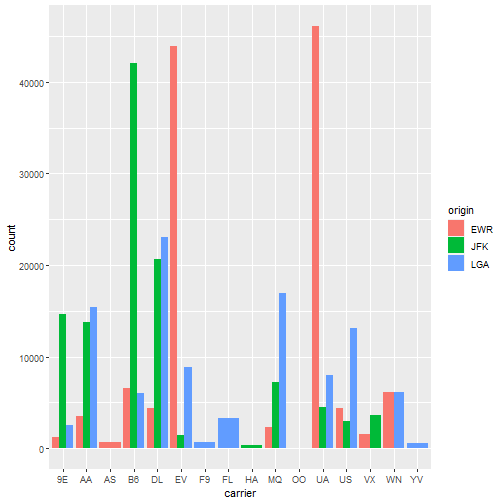 40000
30000
20000
10000
0
count
9E AA AS B6 DL EV F9 FL HA MQ OO UA US VX WN YV
carrier
origin
EWR
JFK
LGA